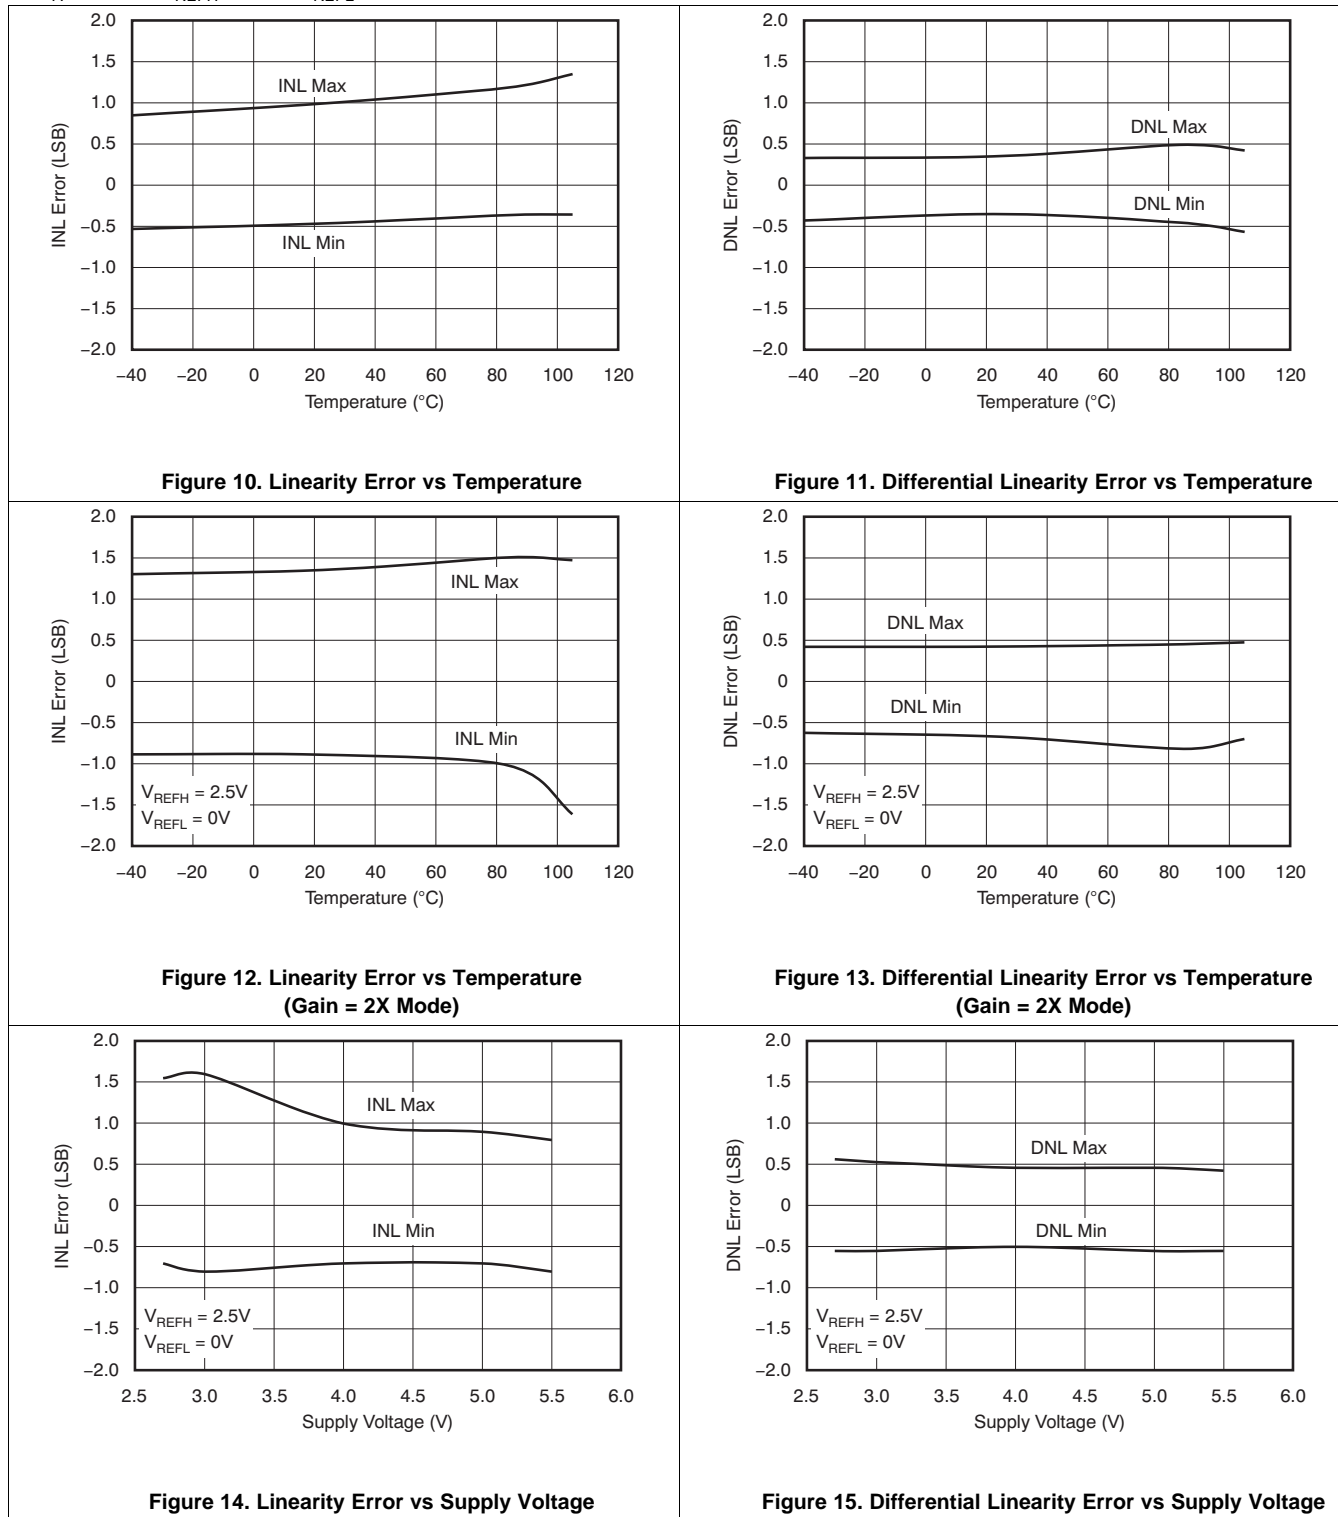 2.0
1.5
1.0
0.5
0
−0.5
−1.0
−1.5
−2.0
INL Error (LSB)
INL Max
INL Min
−40 −20 0 20 40 60 80 100 120
Temperature (°C)
Figure 10. Linearity Error vs Temperature
2.0
1.5
1.0
0.5
0
−0.5
−1.0
−1.5
−2.0
DNL Error (LSB)
DNL Max
DNL Min
−40 −20 0 20 40 60 80 100 120
Temperature (°C)
Figure 11. Differential Linearity Error vs Temperature
2.0
1.5
1.0
0.5
0
−0.5
−1.0
−1.5
−2.0
INL Error (LSB)
INL Max
INL Min
VREFH = 2.5V
VREFL = 0V
−40 −20 0 20 40 60 80 100 120
Temperature (°C)
Figure 12. Linearity Error vs Temperature
(Gain = 2X Mode)
2.0
1.5
1.0
0.5
0
−0.5
−1.0
−1.5
−2.0
DNL Error (LSB)
DNL Max
DNL Min
VREFH = 2.5V
VREFL = 0V
−40 −20 0 20 40 60 80 100 120
Temperature (°C)
Figure 13. Differential Linearity Error vs Temperature
(Gain = 2X Mode)
2.0
1.5
1.0
0.5
0
−0.5
−1.0
−1.5
−2.0
INL Error (LSB)
INL Max
INL Min
VREFH = 2.5V
VREFL = 0V
2.5 3.0 3.5 4.0 4.5 5.0 5.5 6.0
Supply Voltage (V)
Figure 14. Linearity Error vs Supply Voltage
2.0
1.5
1.0
0.5
0
−0.5
−1.0
−1.5
−2.0
DNL Error (LSB)
DNL Max
DNL Min
VREFH = 2.5V
VREFL = 0V
2.5 3.0 3.5 4.0 4.5 5.0 5.5 6.0
Supply Voltage (V)
Figure 15. Differential Linearity Error vs Supply Voltage